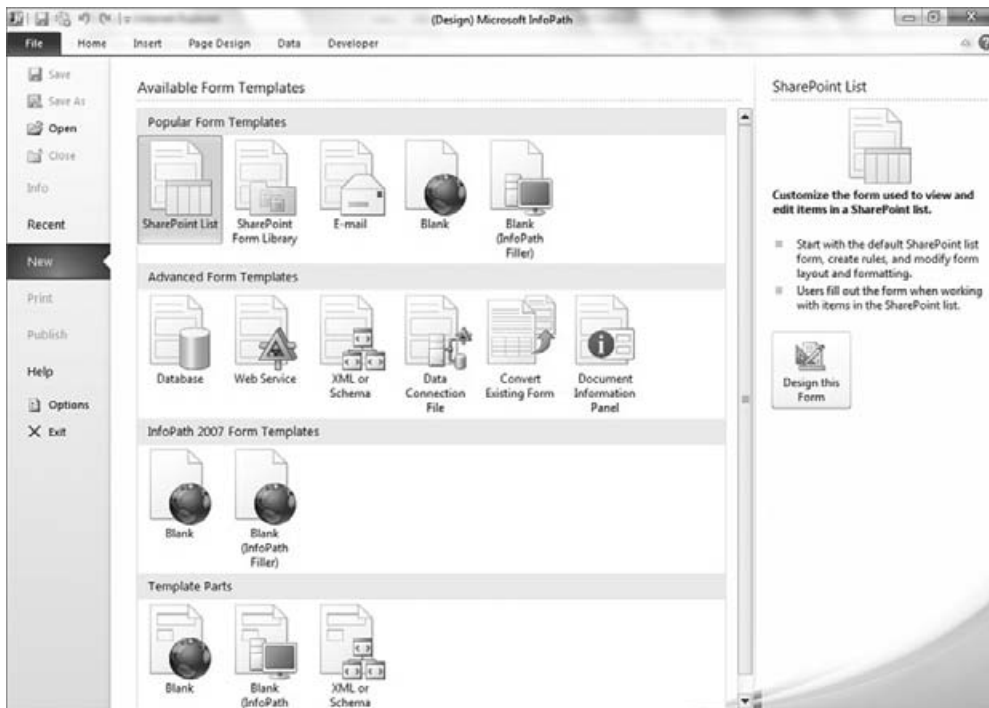 (Design) Microsoft InfoPath
File Home Insert Page Design Data Developer
Save
Save As
Open
Close
Info
Recent
New
Print
Publish
Help
Options
Exit
Available Form Templates
Popular Form Templates
SharePoint List
SharePoint
Form Library
E-mail
Blank
Blank
(InfoPath
Filler)
Advanced Form Templates
Database
Web Service
XML or
Schema
Data
Connection
File
Convert
Existing Form
Document
Information
Panel
InfoPath 2007 Form Templates
Blank
Blank
(InfoPath
Filler)
Template Parts
Blank
Blank
(InfoPath
XML or
Schema
SharePoint List
Customize the form used to view and
edit items in a SharePoint list.
Start with the default SharePoint list
form, create rules, and modify form
layout and formatting.
Users fill out the form when working
with items in the SharePoint list.
Design this
Form